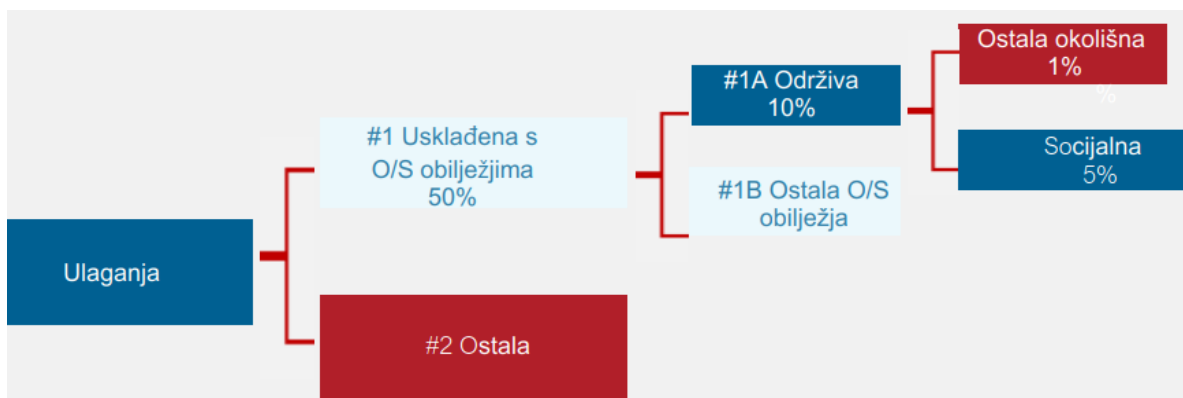 Ulaganja
#1 Usklađena s
O/S obilježjima
50%
#2 Ostala
#1A Održiva
10%
#1B Ostala O/S
obilježja
Ostala okolišna
1%
%
Socijalna
5%